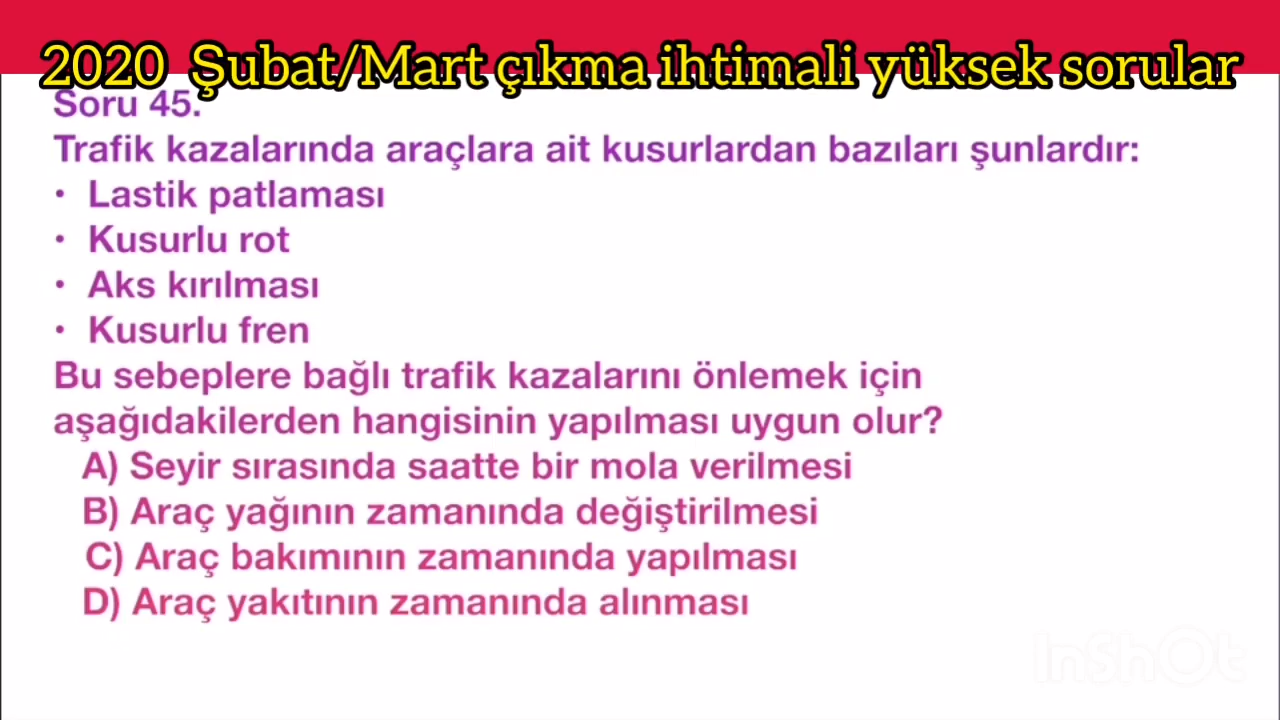 2020 Şubat/Mart çıkma ihtimali yüksek sorular
Soru 45.
Trafik kazalarında araçlara ait kusurlardan bazıları şunlardır:
• Lastik patlaması
• Kusurlu rot
• Aks kırılması
• Kusurlu fren
Bu sebeplere bağlı trafik kazalarını önlemek için
aşağıdakilerden hangisinin yapılması uygun olur?
A) Seyir sırasında saatte bir mola verilmesi
B) Araç yağının zamanında değiştirilmesi
C) Araç bakımının zamanında yapılması
D) Araç yakıtının zamanında alınması
InShOt